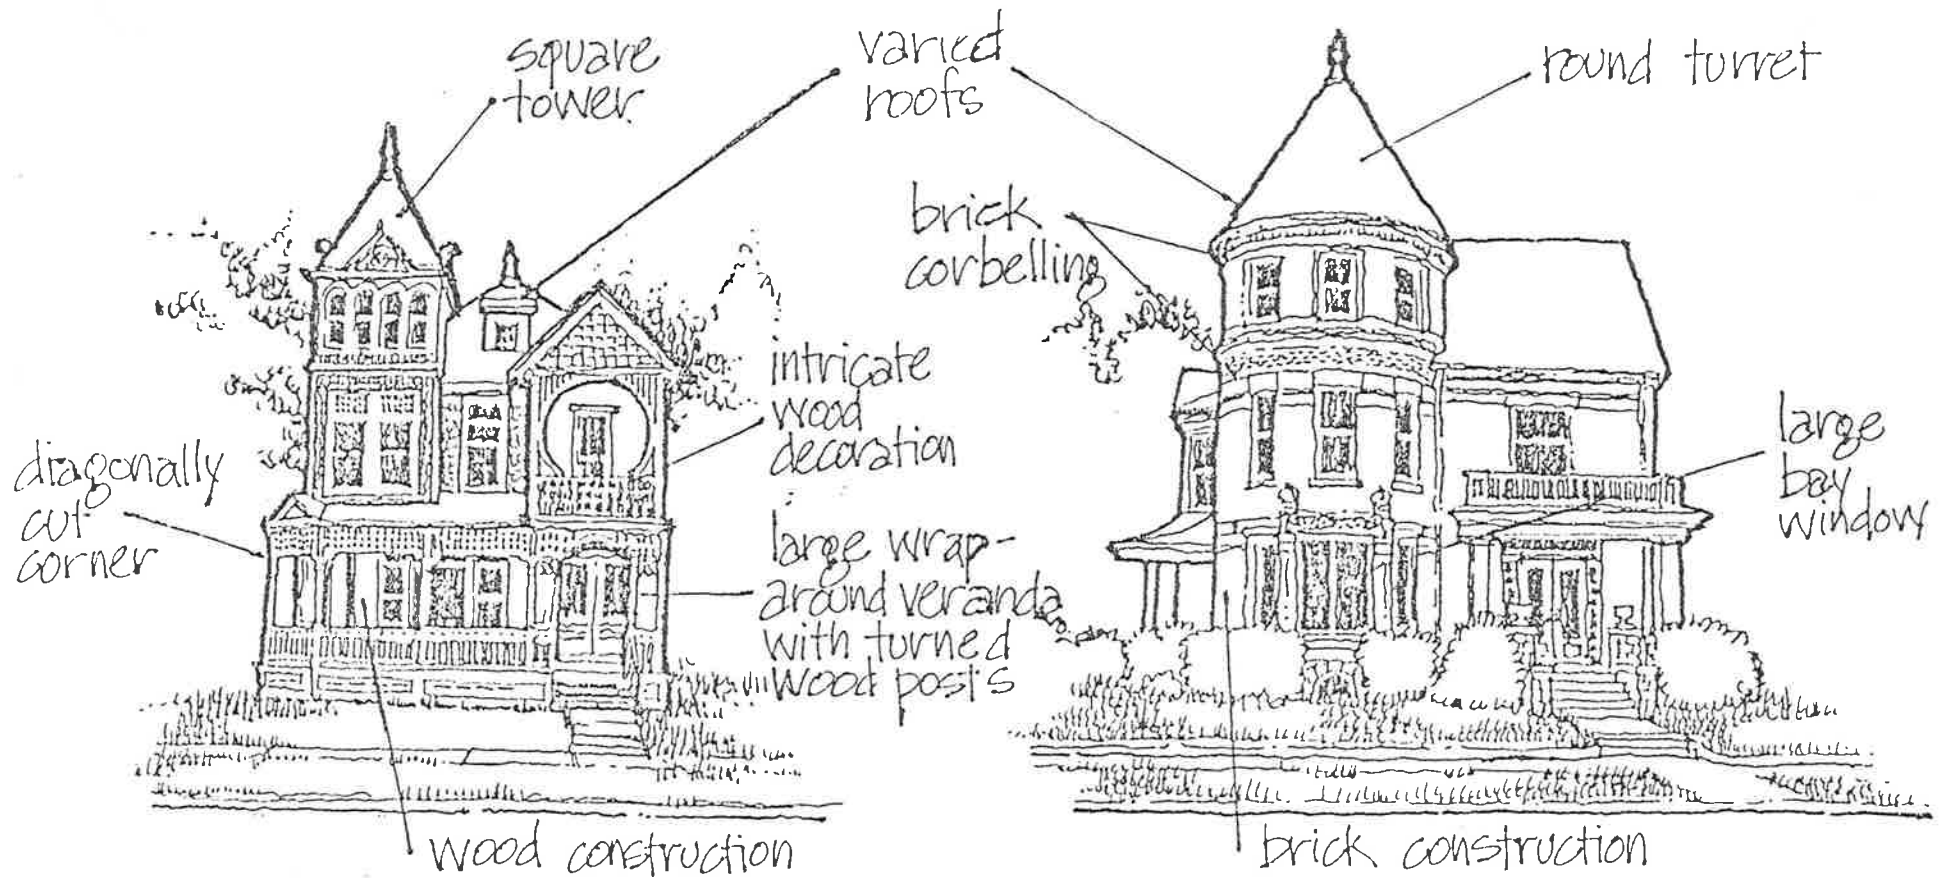 square
tower
varied
roofs
round turret
brick
corbelling
intricate
wood
decoration
diagonally
cut
corner
large wrap-
around veranda
with turned
wood posts
large
bay
window
wood construction
brick construction